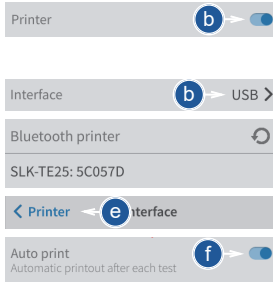 Printer b
Interface b USB
Bluetooth printer
SLK-TE25: 5C057D
Printer e nterface
Auto print f
Automatic printout after each test